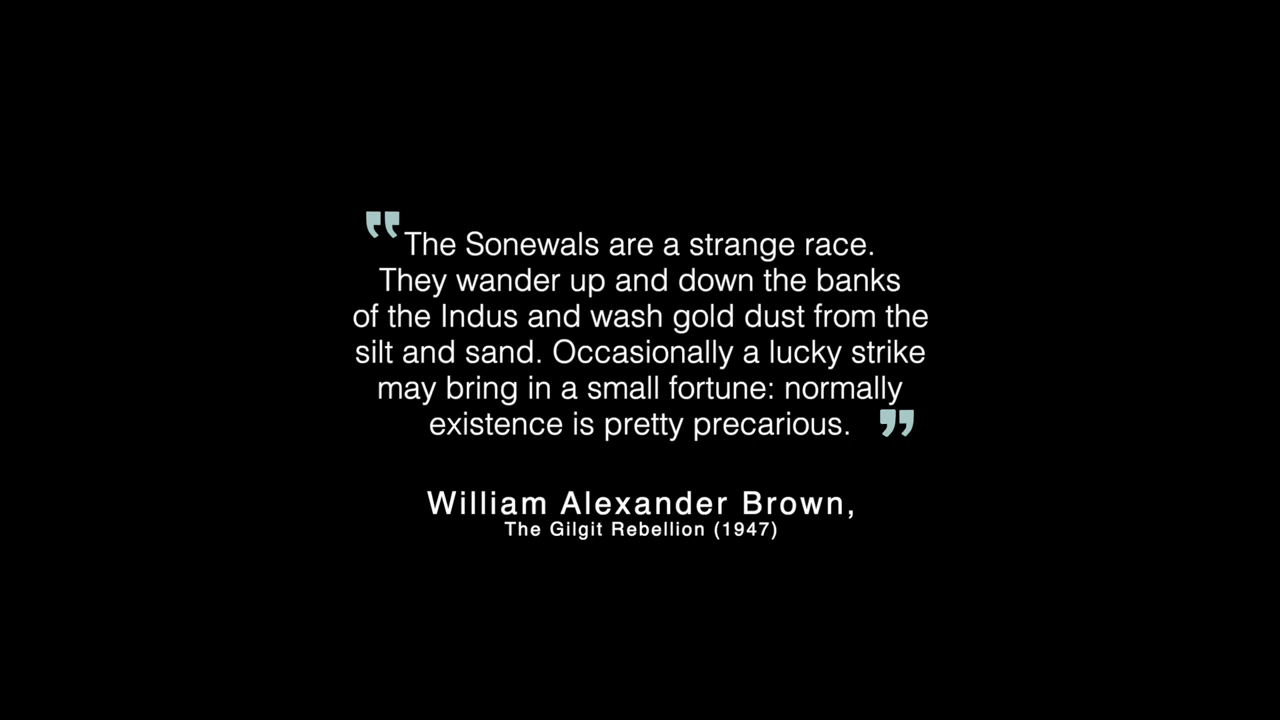 ❞The Sonewals are a strange race.
They wander up and down the banks
of the Indus and wash gold dust from the
silt and sand. Occasionally a lucky strike
may bring in a small fortune: normally
existence is pretty precarious. ❞
William Alexander Brown,
The Gilgit Rebellion (1947)